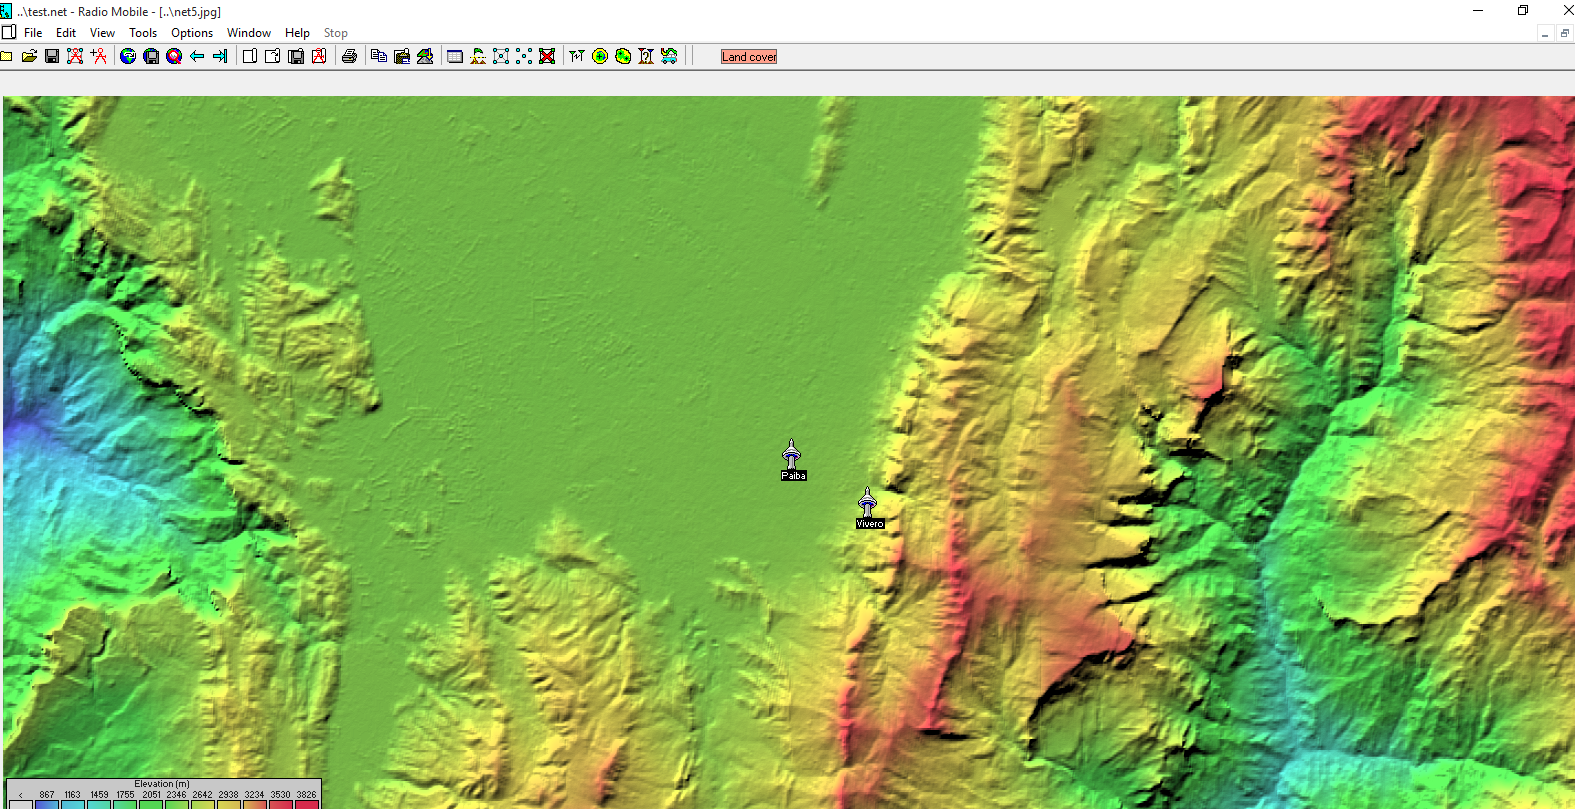 ..\test.net - Radio Mobile - [..\net5.jpg]
File Edit View Tools Options Window Help Stop
Land cover
Paiba
Vivero
Elevation (m)
< 867 1163 1459 1755 2051 2346 2642 2938 3234 3530 3826